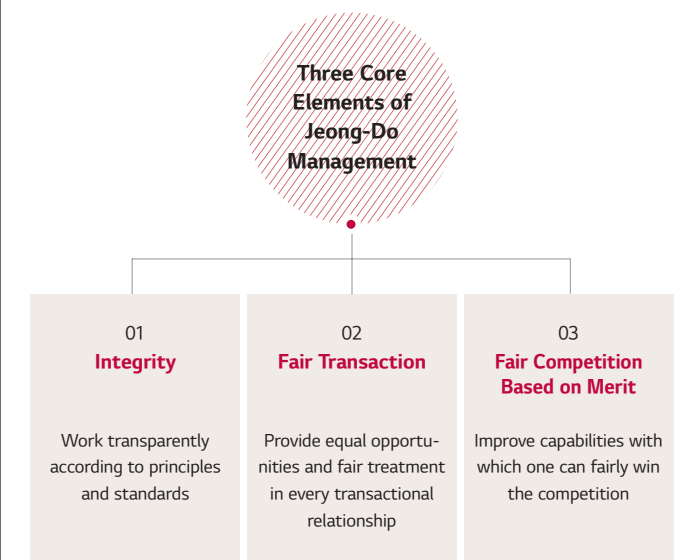 Three Core
Elements of
Jeong-Do
Management
01
Integrity
Work transparently
according to principles
and standards
02
Fair Transaction
Provide equal opportu-
nities and fair treatment
in every transactional
relationship
03
Fair Competition
Based on Merit
Improve capabilities with
which one can fairly win
the competition